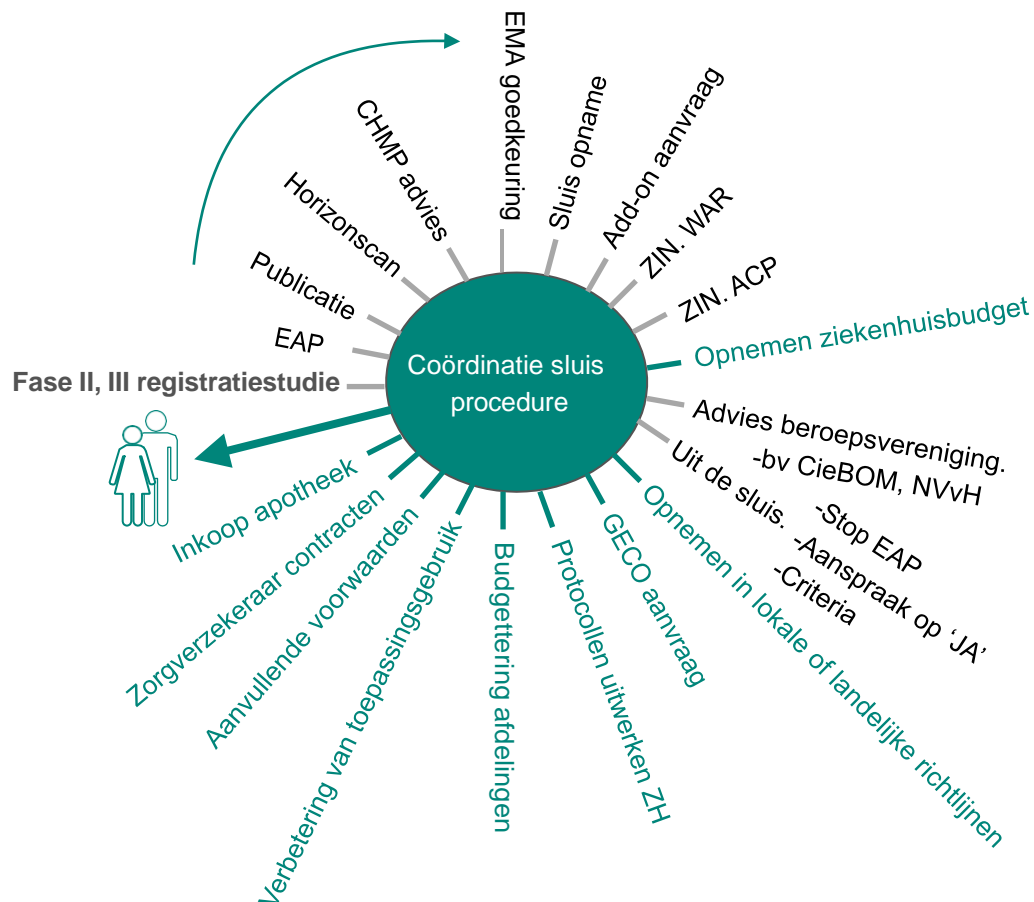 Coördinatie sluis
procedure
Fase II, III registratiestudie
EAP
Publicatie
Horizonscan
CHMP advies
EMA goedkeuring
Sluis opname
Add-on aanvraag
ZIN. WAR
ZIN. ACP
Opnemen ziekenhuisbudget
Advies beroepsvereniging.
-bv CieBOM, NVvH
Uit de sluis.
-Stop EAP
-Aanspraak op ‘JA’
-Criteria
Opnemen in lokale of landelijke richtlijnen
GECO aanvraag
Protocollen uitwerken ZH
Budgettering afdelingen
Verbetering van toepassingsgebruik
Aanvullende voorwaarden
Zorgverzekeraar contracten
Inkoop apotheek